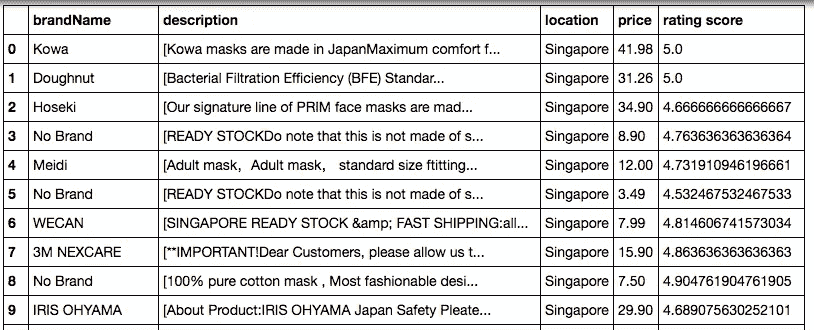 brandName description location price rating score
0 Kowa [Kowa masks are made in JapanMaximum comfort f... Singapore 41.98 5.0
1 Doughnut [Bacterial Filtration Efficiency (BFE) Standar... Singapore 31.26 5.0
2 Hoseki [Our signature line of PRIM face masks are mad... Singapore 34.90 4.666666666666667
3 No Brand [READY STOCKDo note that this is not made of s... Singapore 8.90 4.763636363636364
4 Meidi [Adult mask， Adult mask， standard size ftitting... Singapore 12.00 4.731910946196661
5 No Brand [READY STOCKDo note that this is not made of s... Singapore 3.49 4.532467532467533
6 WECAN [SINGAPORE READY STOCK &amp; FAST SHIPPING:all... Singapore 7.99 4.814606741573034
7 3M NEXCARE [**IMPORTANT!Dear Customers, please allow us t... Singapore 15.90 4.863636363636363
8 No Brand [100% pure cotton mask , Most fashionable desi... Singapore 7.50 4.904761904761905
9 IRIS OHYAMA [About Product:IRIS OHYAMA Japan Safety Pleate... Singapore 29.90 4.689075630252101